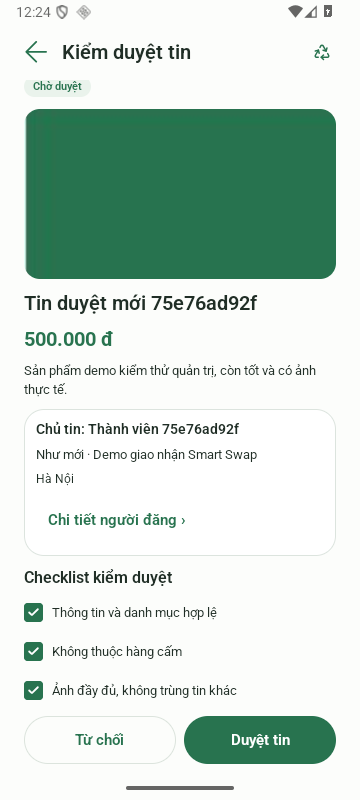 12:24
Kiểm duyệt tin
Chờ duyệt
Tin duyệt mới 75e76ad92f
500.000 đ
Sản phẩm demo kiểm thử quản trị, còn tốt và có ảnh
thực tế.
Chủ tin: Thành viên 75e76ad92f
Như mới · Demo giao nhận Smart Swap
Hà Nội
Chi tiết người đăng ›
Checklist kiểm duyệt
Thông tin và danh mục hợp lệ
Không thuộc hàng cấm
Ảnh đầy đủ, không trùng tin khác
Từ chối
Duyệt tin